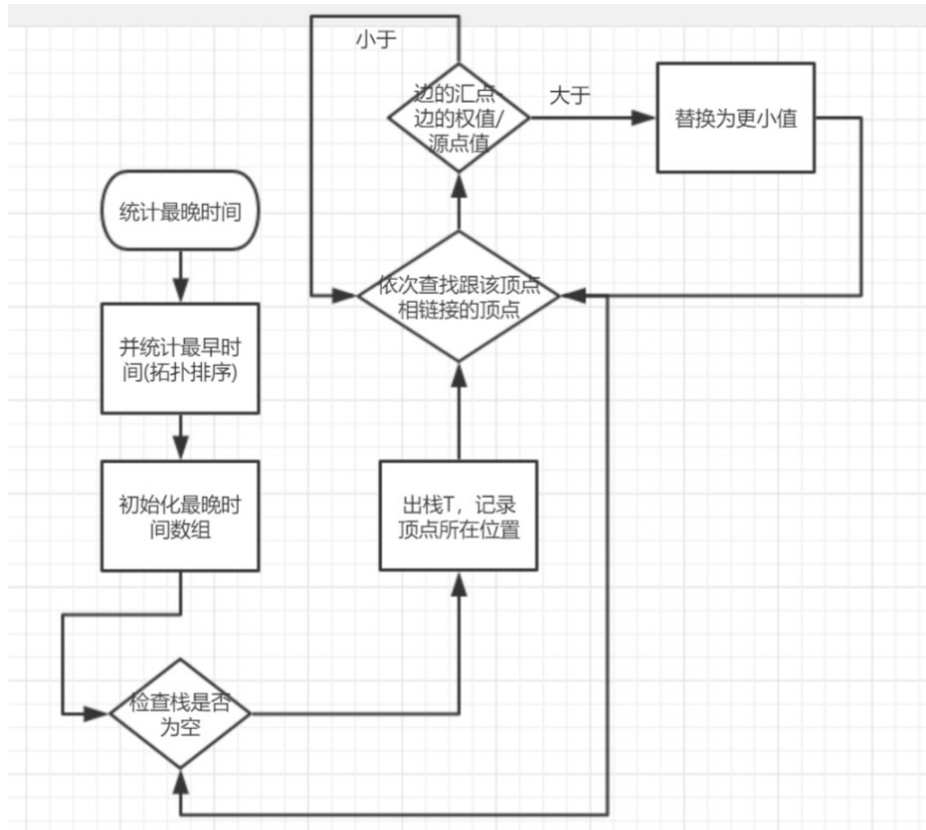 小于
边的汇点-
边的权值/
源点值
大于
替换为更小值
统计最晚时间
依次查找跟该顶点
相链接的顶点
并统计最早时
间(拓扑排序)
初始化最晚时
间数组
出栈T，记录
顶点所在位置
检查栈是否
为空